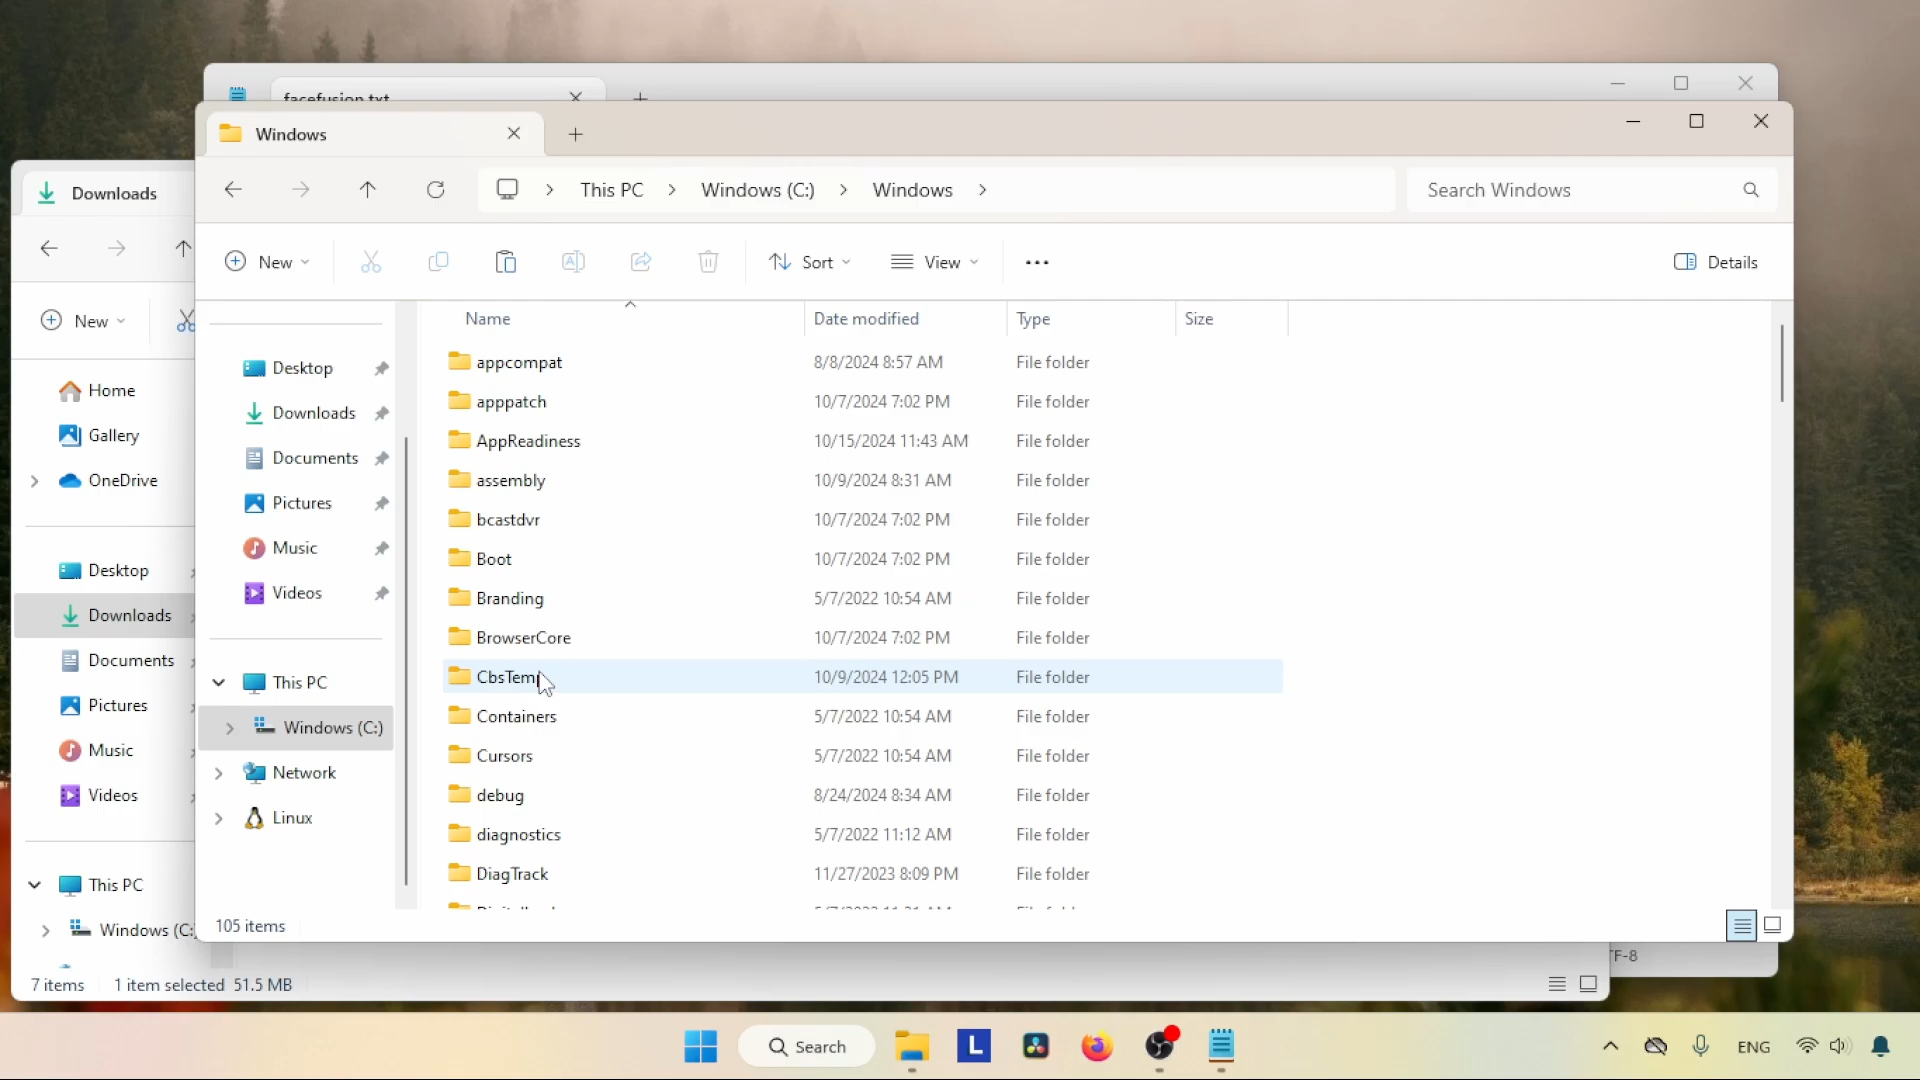 facefusion.txt
Windows
This PC > Windows (C:) > Windows >
Search Windows
New
Sort
View
Details
Name
Date modified
Type
Size
appcompat 8/8/2024 8:57 AM File folder
apppatch 10/7/2024 7:02 PM File folder
AppReadiness 10/15/2024 11:43 AM File folder
assembly 10/9/2024 8:31 AM File folder
bcastdvr 10/7/2024 7:02 PM File folder
Boot 10/7/2024 7:02 PM File folder
Branding 5/7/2022 10:54 AM File folder
BrowserCore 10/7/2024 7:02 PM File folder
CbsTemp 10/9/2024 12:05 PM File folder
Containers 5/7/2022 10:54 AM File folder
Cursors 5/7/2022 10:54 AM File folder
debug 8/24/2024 8:34 AM File folder
diagnostics 5/7/2022 11:12 AM File folder
DiagTrack 11/27/2023 8:09 PM File folder
Desktop
Downloads
Documents
Pictures
Music
Videos
This PC
Windows (C:)
Network
Linux
105 items
Downloads
New
Home
Gallery
OneDrive
Desktop
Downloads
Documents
Pictures
Music
Videos
This PC
Windows (C:
7 items 1 item selected 51.5 MB
TF-8
L
Search
ENG